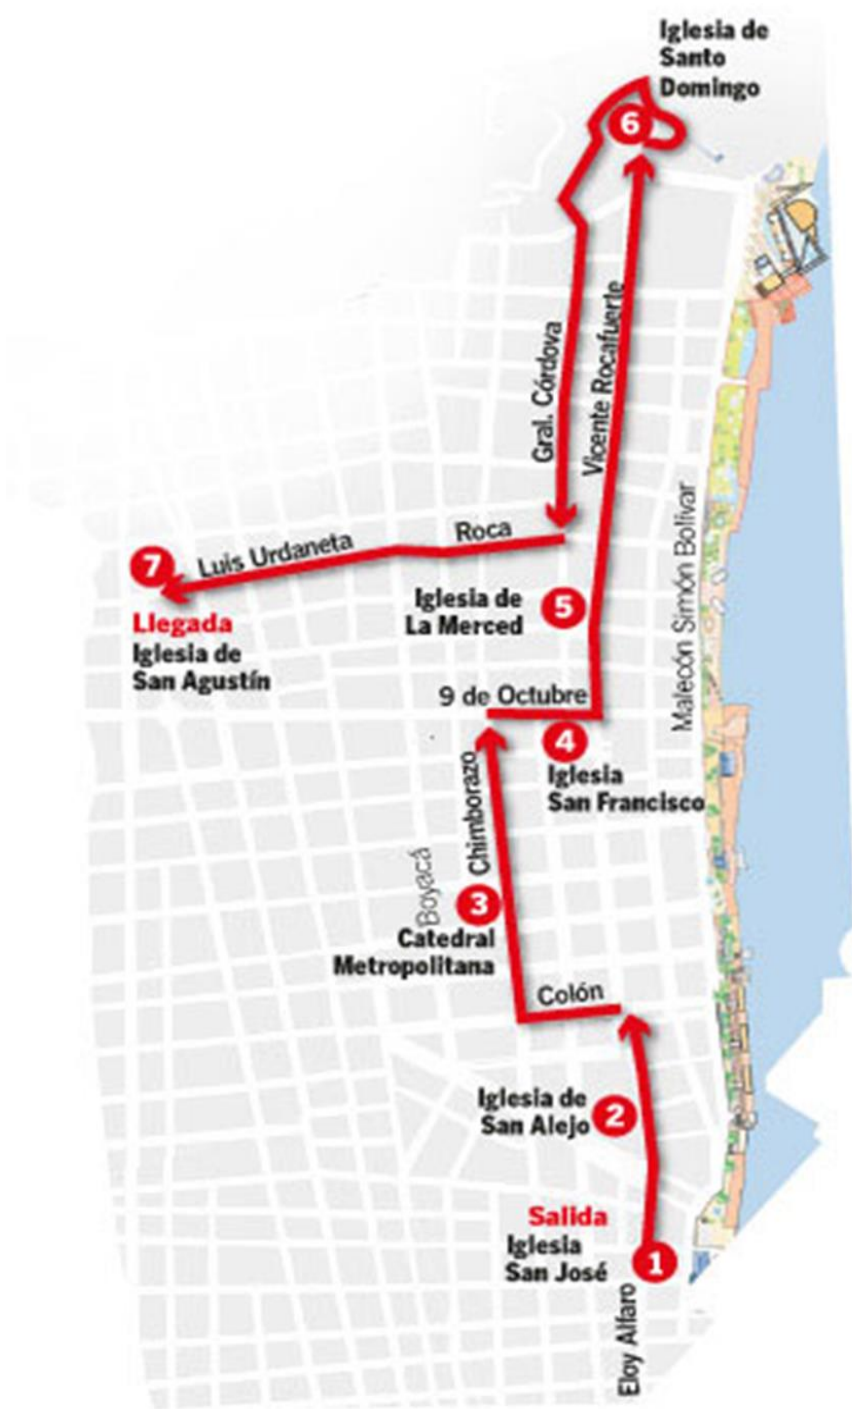 Iglesia de
Santo
Domingo
6
Gral. Córdova
Vicente Rocafuerte
Malecón Simón Bolívar
7
Luis Urdaneta
Roca
Llegada
Iglesia de
San Agustín
Iglesia de
La Merced
5
9 de Octubre
4
Iglesia
San Francisco
Chimborazo
Boyacá
3
Catedral
Metropolitana
Colón
Iglesia de
San Alejo
2
Salida
Iglesia
San José
1
Eloy Alfaro